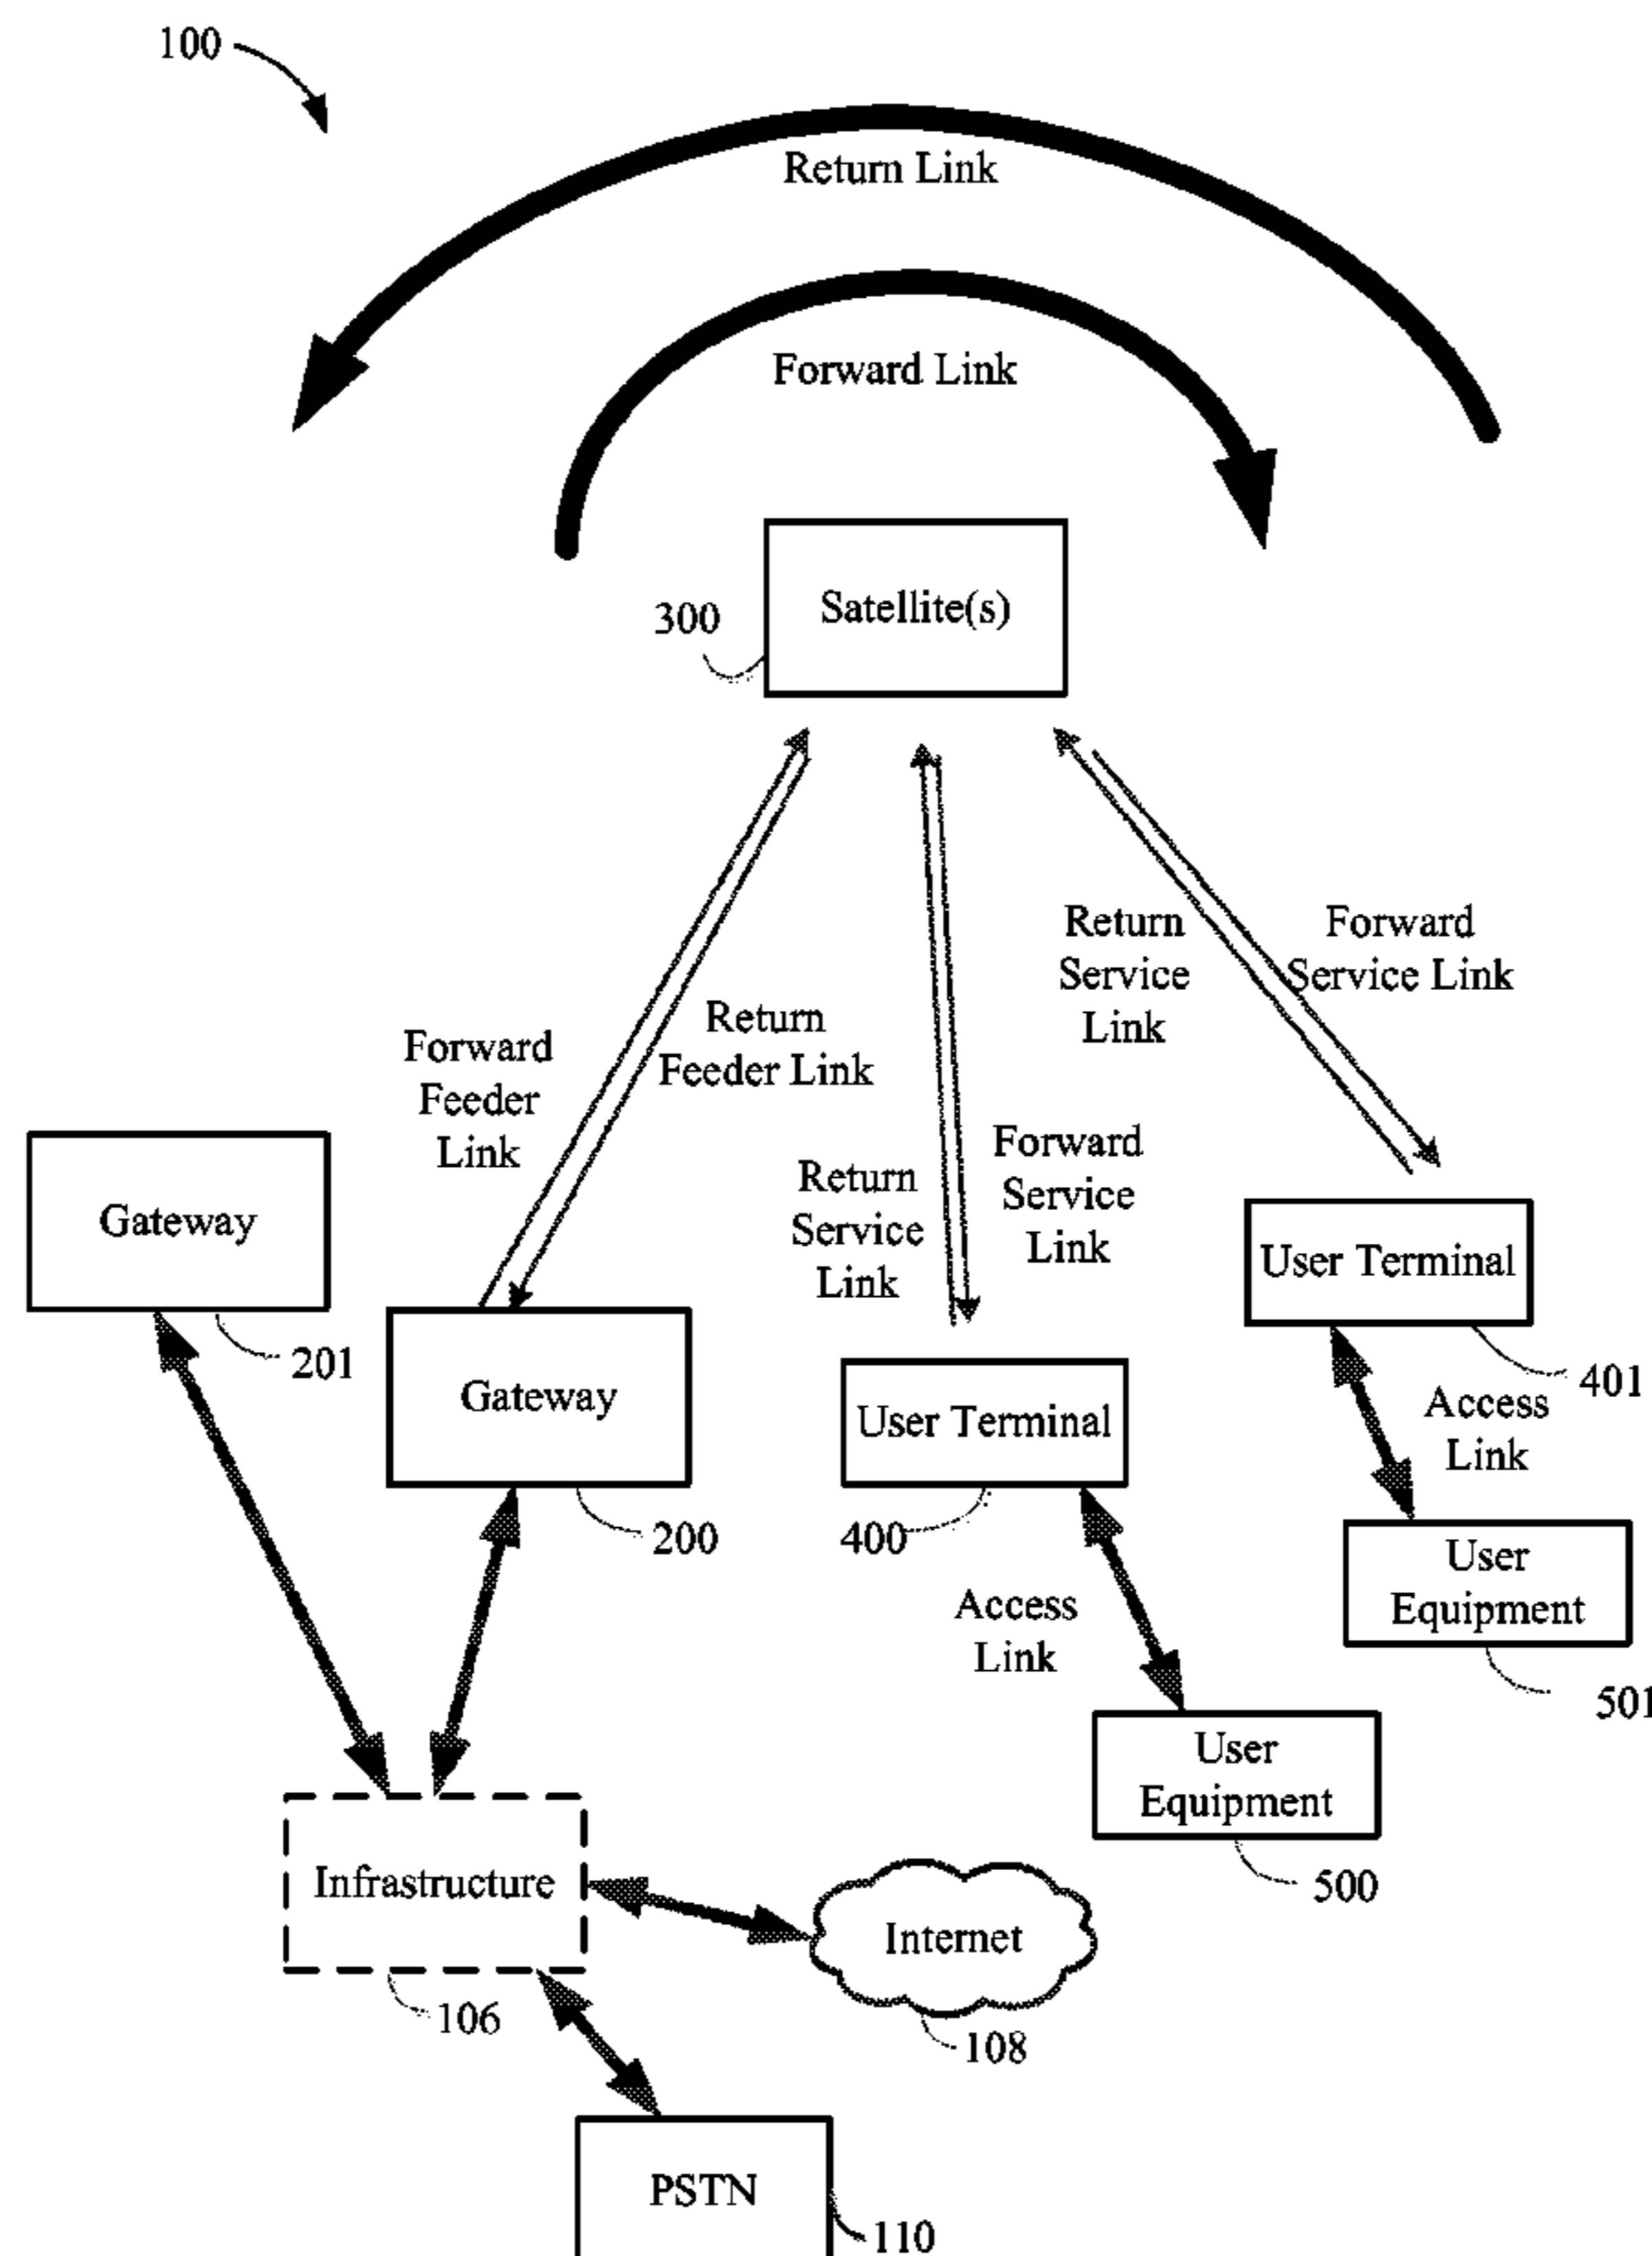 100
Return Link
Forward Link
Satellite(s)
300
Return
Service
Link
Forward
Service Link
Forward
Feeder
Link
Return
Feeder Link
Return
Service
Link
Forward
Service
Link
Gateway
201
Gateway
200
User Terminal
400
User Terminal
401
Access
Link
Access
Link
User
Equipment
501
User
Equipment
500
Infrastructure
106
Internet
108
PSTN
110